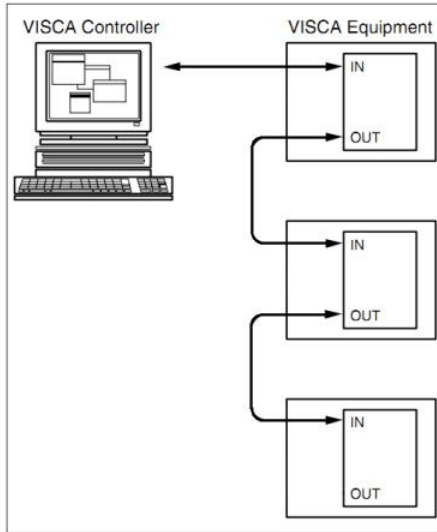 VISCA Controller
VISCA Equipment
IN
OUT
IN
OUT
IN
OUT